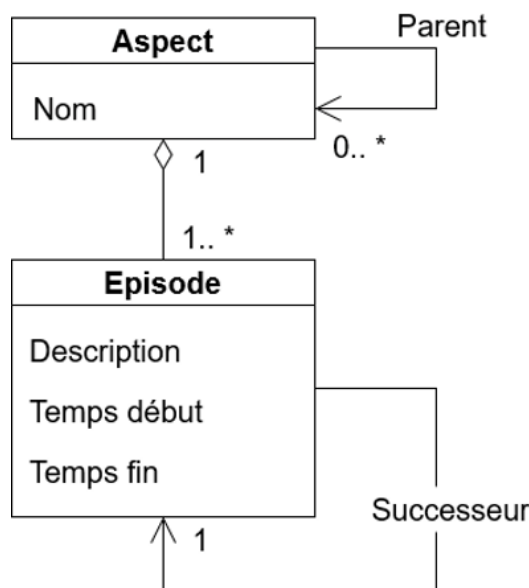 Aspect
Parent
Nom
0.. *
1
1.. *
Episode
Description
Temps début
Temps fin
Successeur
1